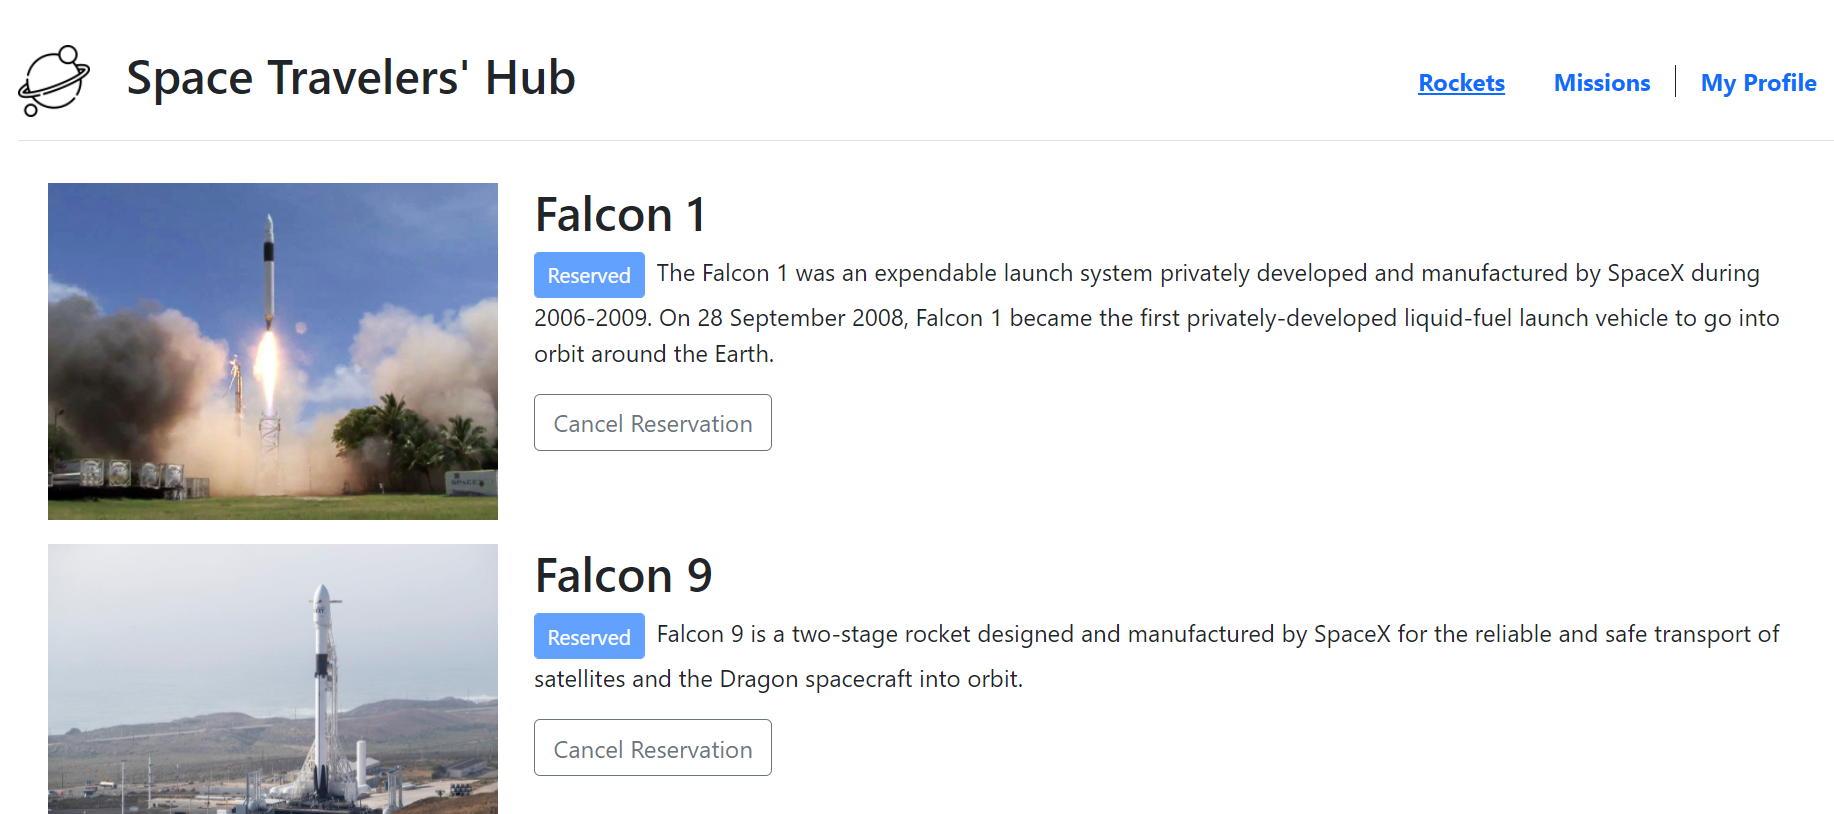 Space Travelers' Hub
Rockets
Missions
My Profile
Falcon 1
Reserved The Falcon 1 was an expendable launch system privately developed and manufactured by SpaceX during
2006-2009. On 28 September 2008, Falcon 1 became the first privately-developed liquid-fuel launch vehicle to go into
orbit around the Earth.
Cancel Reservation
SPACEX
Falcon 9
Reserved Falcon 9 is a two-stage rocket designed and manufactured by SpaceX for the reliable and safe transport of
satellites and the Dragon spacecraft into orbit.
Cancel Reservation